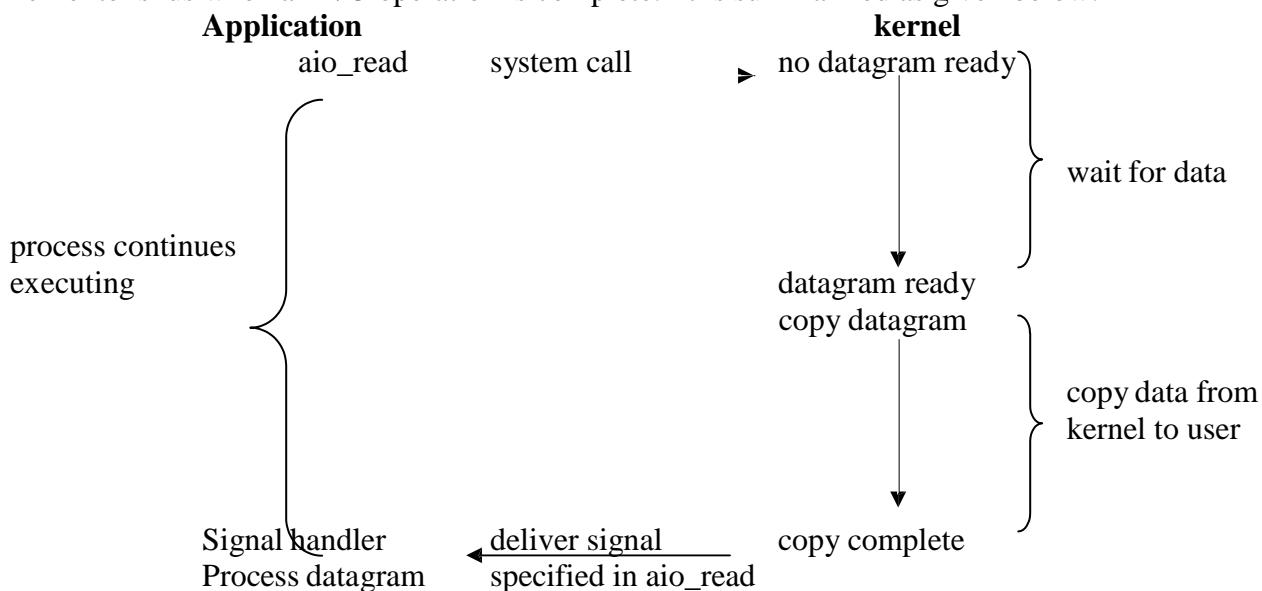 Application kernel
aio_read system call no datagram ready
wait for data
process continues
executing
datagram ready
copy datagram
copy data from
kernel to user
Signal handler deliver signal copy complete
Process datagram specified in aio_read